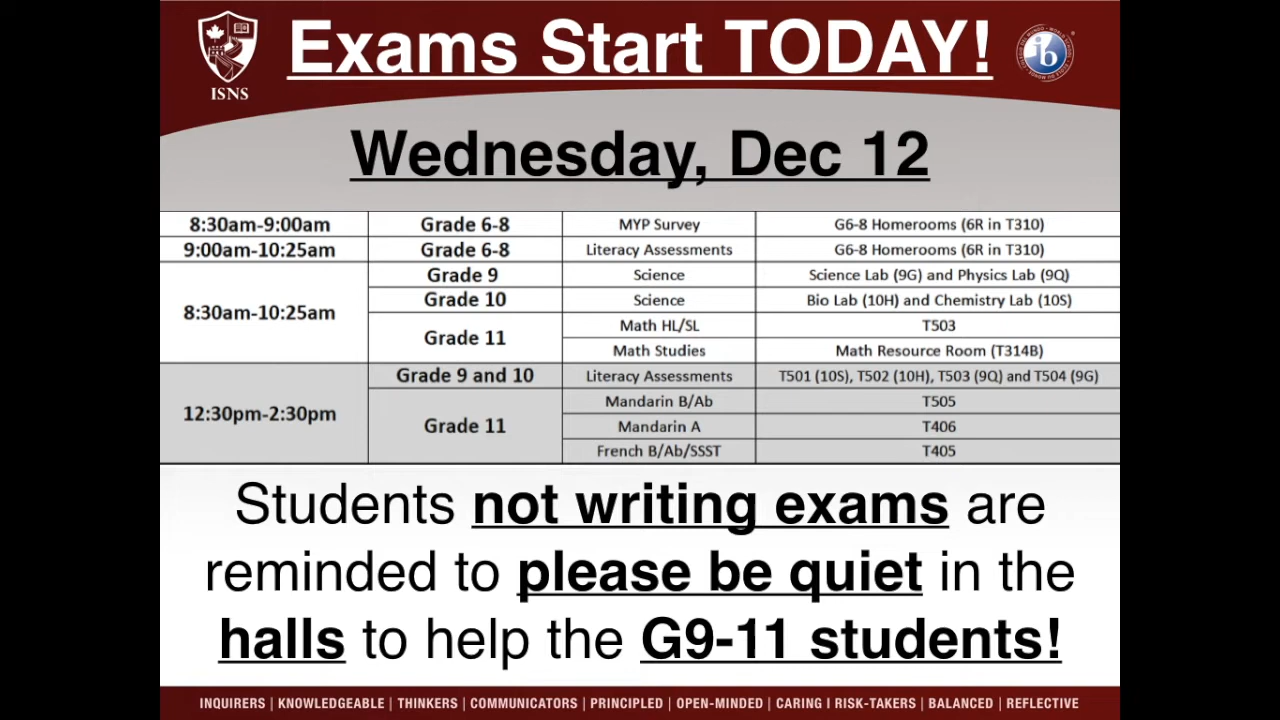 Exams Start TODAY!
ISNS
ib
Wednesday, Dec 12
8:30am-9:00am Grade 6-8 MYP Survey G6-8 Homerooms (6R in T310)
9:00am-10:25am Grade 6-8 Literacy Assessments G6-8 Homerooms (6R in T310)
8:30am-10:25am Grade 9 Science Science Lab (9G) and Physics Lab (9Q)
Grade 10 Science Bio Lab (10H) and Chemistry Lab (10S)
Grade 11 Math HL/SL T503
Math Studies Math Resource Room (T314B)
12:30pm-2:30pm Grade 9 and 10 Literacy Assessments T501 (10S), T502 (10H), T503 (9Q) and T504 (9G)
Grade 11 Mandarin B/Ab T505
Mandarin A T406
French B/Ab/SSST T405
Students not writing exams are
reminded to please be quiet in the
halls to help the G9-11 students!
INQUIRERS | KNOWLEDGEABLE | THINKERS | COMMUNICATORS | PRINCIPLED | OPEN-MINDED | CARING I RISK-TAKERS | BALANCED | REFLECTIVE